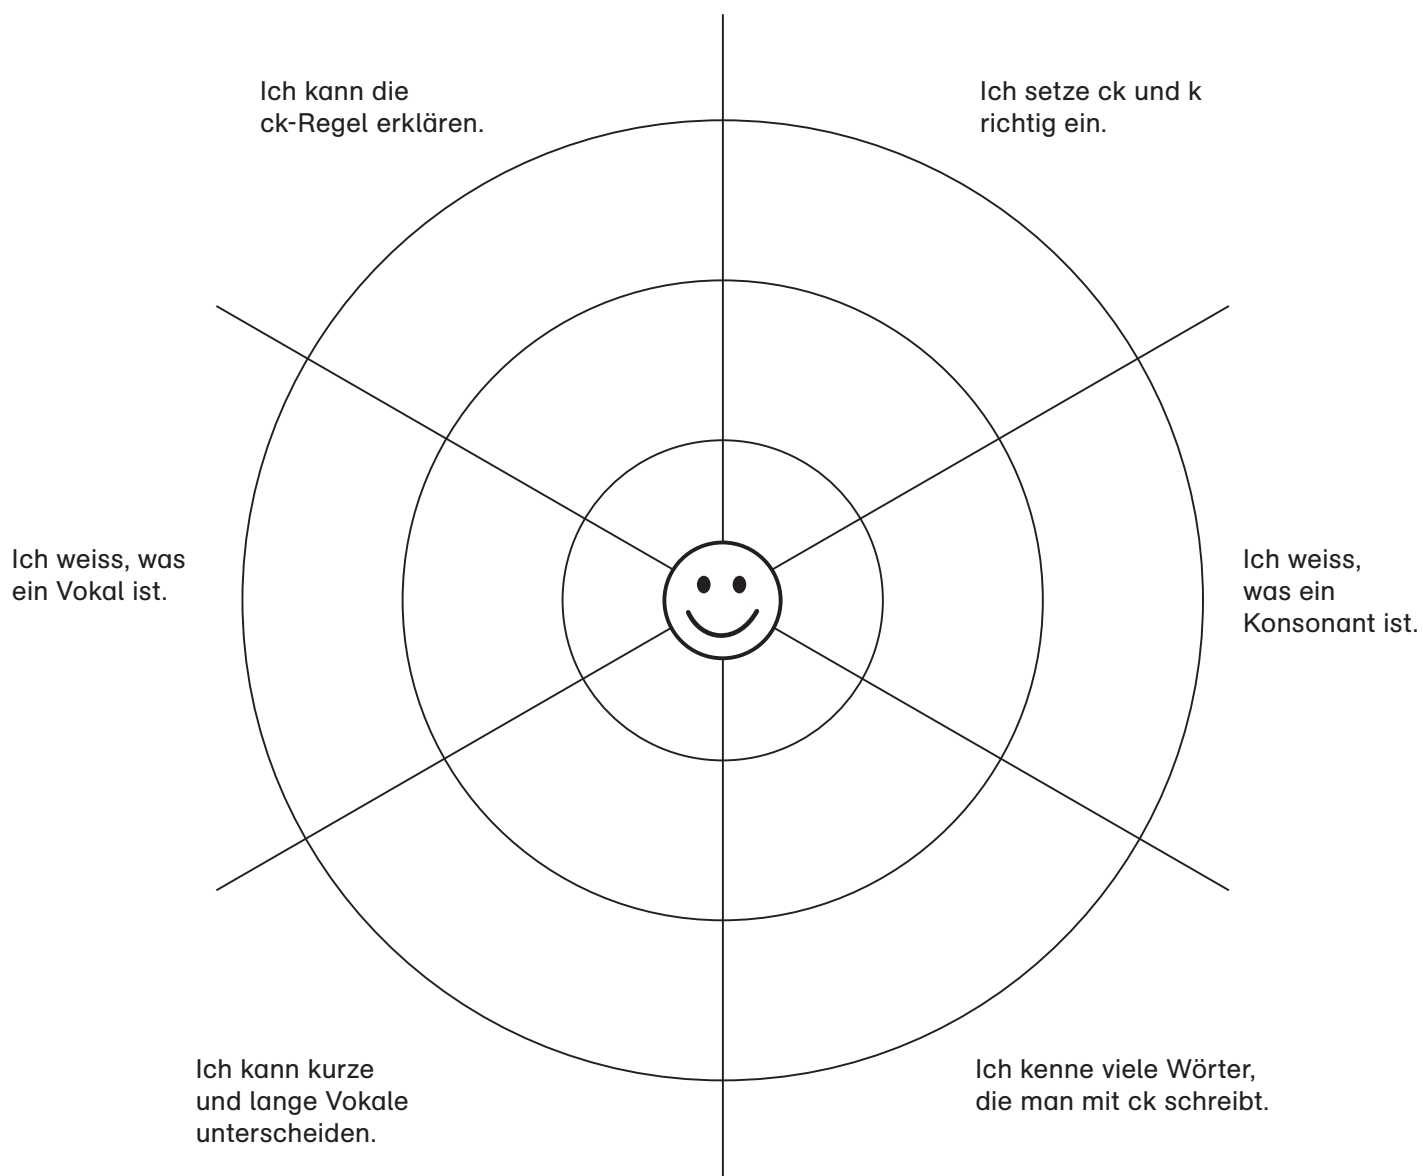 Ich kann die
ck-Regel erklären.
Ich setze ck und k
richtig ein.
Ich weiss, was
ein Vokal ist.
Ich weiss,
was ein
Konsonant ist.
Ich kann kurze
und lange Vokale
unterscheiden.
Ich kenne viele Wörter,
die man mit ck schreibt.